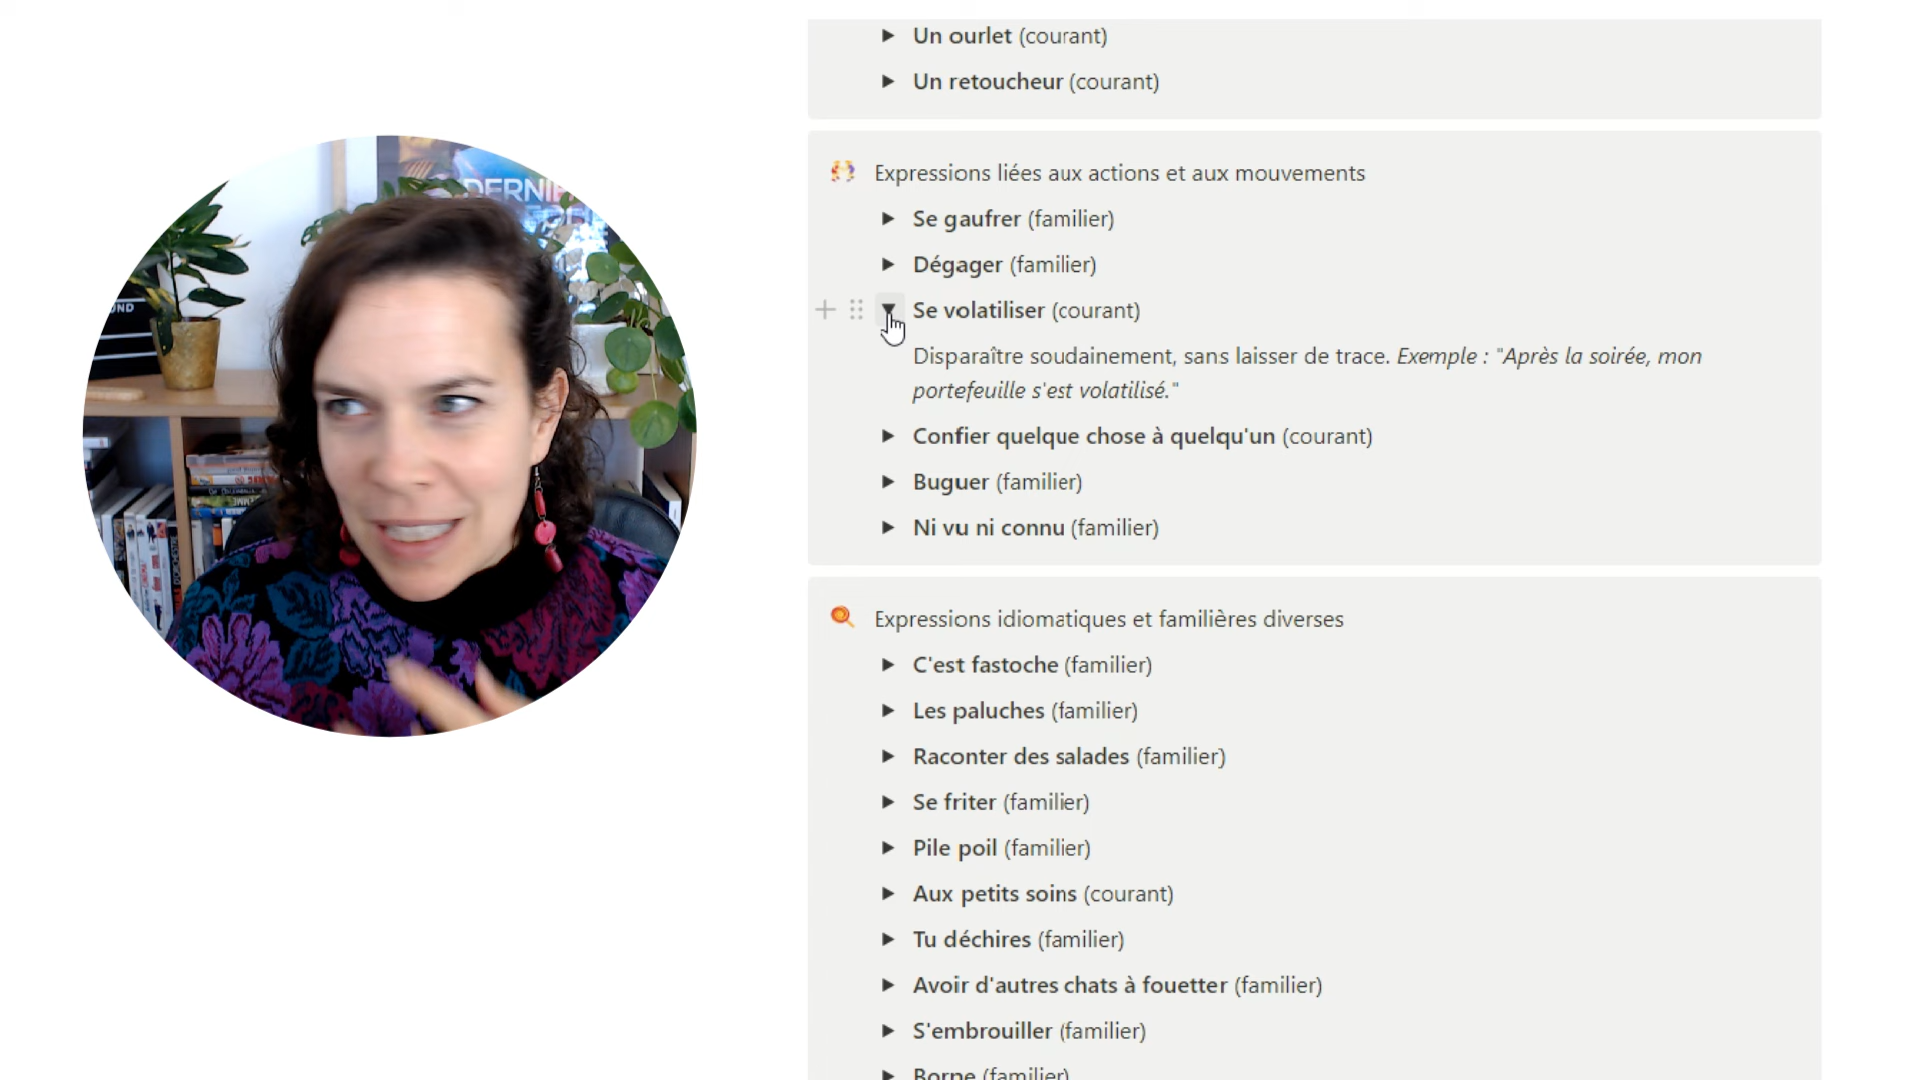 Un ourlet (courant)
Un retoucheur (courant)
Expressions liées aux actions et aux mouvements
Se gaufrer (familier)
Dégager (familier)
Se volatiliser (courant)
Disparaître soudainement, sans laisser de trace. Exemple : "Après la soirée, mon
portefeuille s'est volatilisé."
Confier quelque chose à quelqu'un (courant)
Buguer (familier)
Ni vu ni connu (familier)
Expressions idiomatiques et familières diverses
C'est fastoche (familier)
Les paluches (familier)
Raconter des salades (familier)
Se friter (familier)
Pile poil (familier)
Aux petits soins (courant)
Tu déchires (familier)
Avoir d'autres chats à fouetter (familier)
S'embrouiller (familier)
Borne (familier)